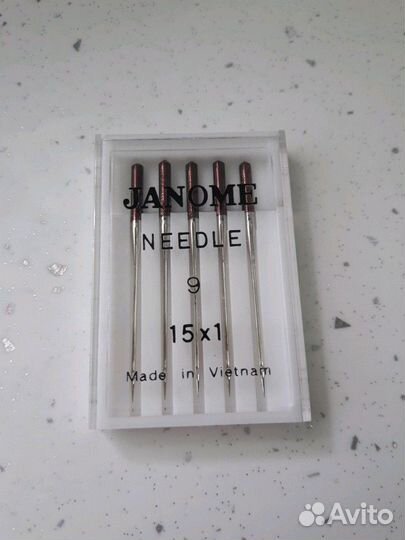 JANOME
NEEDLE
9
15x1
Made in Vietnam
Avito